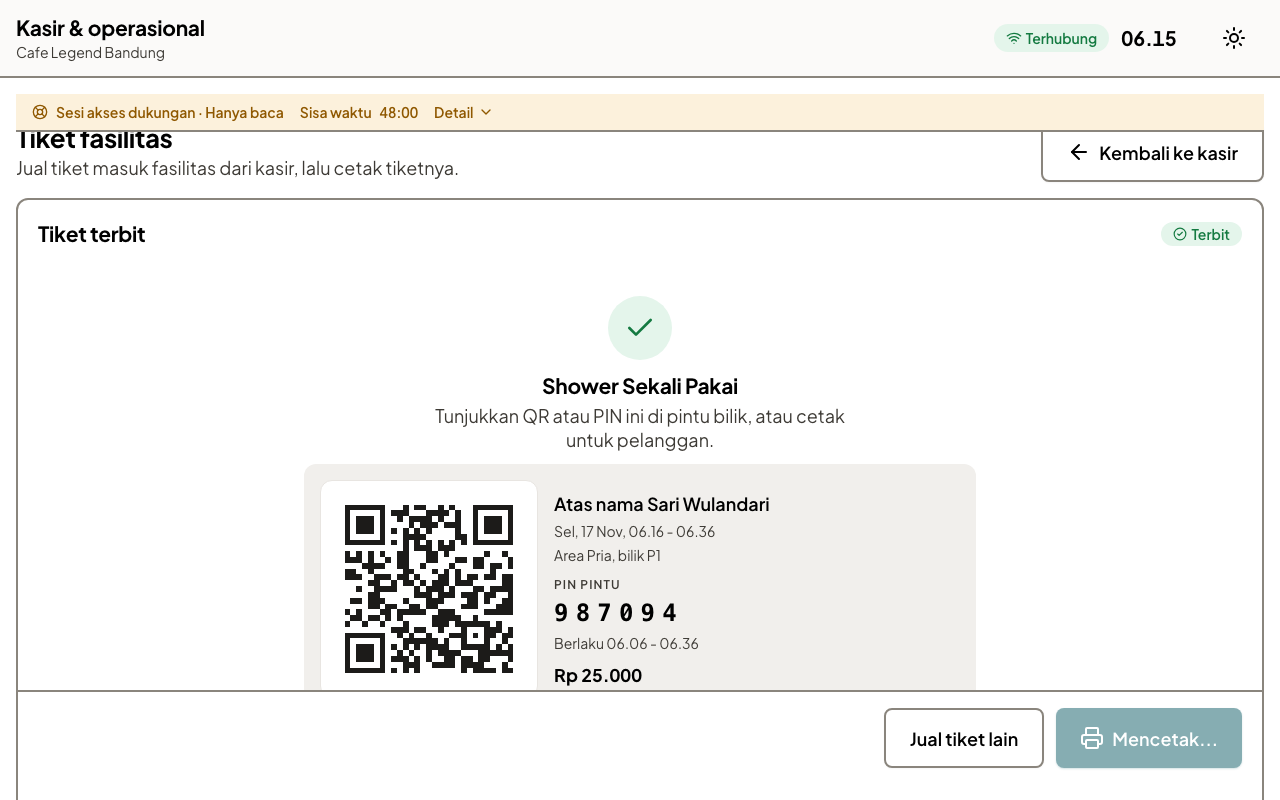 Kasir & operasional
Cafe Legend Bandung
Terhubung
06.15
Sesi akses dukungan · Hanya baca
Sisa waktu 48:00
Detail
Tiket fasilitas
Jual tiket masuk fasilitas dari kasir, lalu cetak tiketnya.
Kembali ke kasir
Tiket terbit
Terbit
Shower Sekali Pakai
Tunjukkan QR atau PIN ini di pintu bilik, atau cetak
untuk pelanggan.
Atas nama Sari Wulandari
Sel, 17 Nov, 06.16 - 06.36
Area Pria, bilik P1
PIN PINTU
987094
Berlaku 06.06 - 06.36
Rp 25.000
Jual tiket lain
Mencetak...